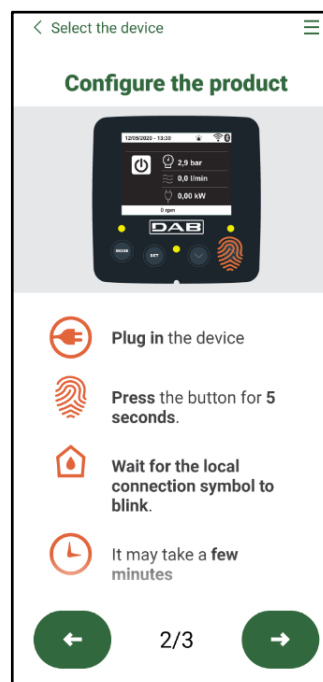 < Select the device
Configure the product
12/05/2020 - 13:30
2,9 bar
0,0 l/min
0,00 kW
0 rpm
DAB
MODE
SET
Plug in the device
Press the button for 5
seconds.
Wait for the local
connection symbol to
blink.
It may take a few
minutes
2/3